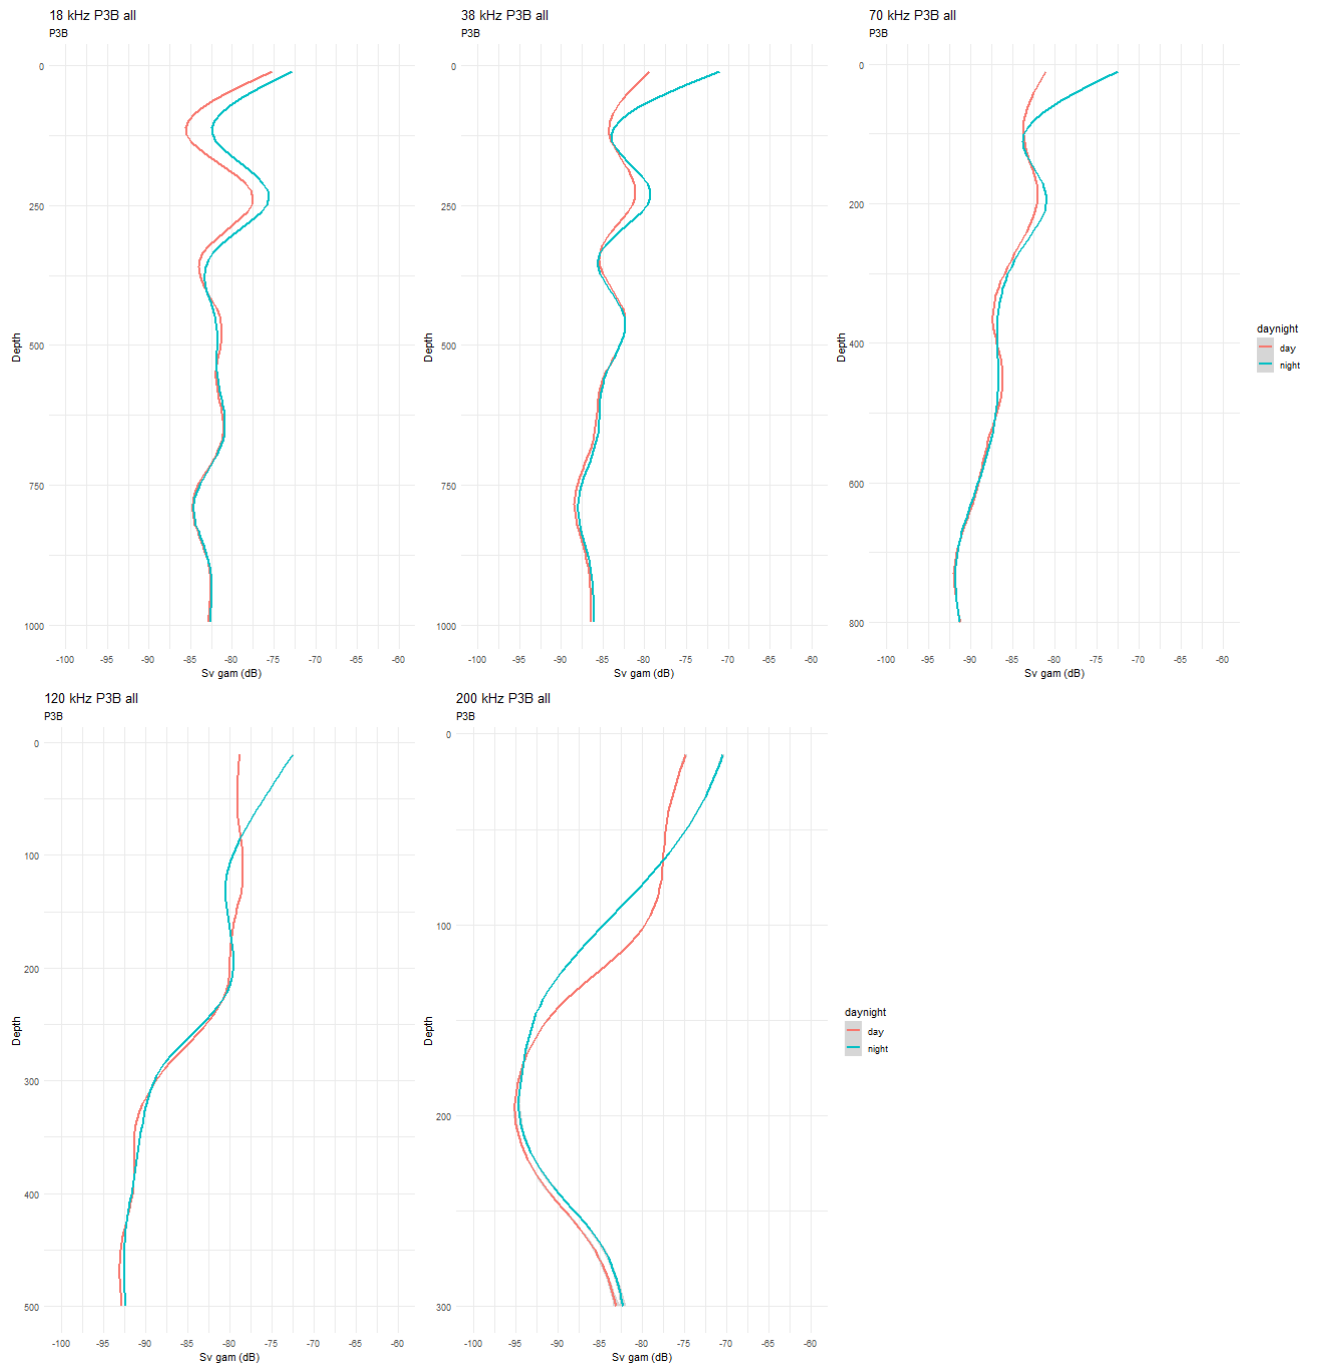 18 kHz P3B all
P3B
0
250
500
750
1000
Depth
-100 -95 -90 -85 -80 -75 -70 -65 -60
Sv gam (dB)
38 kHz P3B all
P3B
0
250
500
750
1000
Depth
-100 -95 -90 -85 -80 -75 -70 -65 -60
Sv gam (dB)
70 kHz P3B all
P3B
0
200
400
600
800
Depth
-100 -95 -90 -85 -80 -75 -70 -65 -60
Sv gam (dB)
daynight
day
night
120 kHz P3B all
P3B
0
100
200
300
400
500
Depth
-100 -95 -90 -85 -80 -75 -70 -65 -60
Sv gam (dB)
200 kHz P3B all
P3B
0
100
200
300
Depth
-100 -95 -90 -85 -80 -75 -70 -65 -60
Sv gam (dB)
daynight
day
night